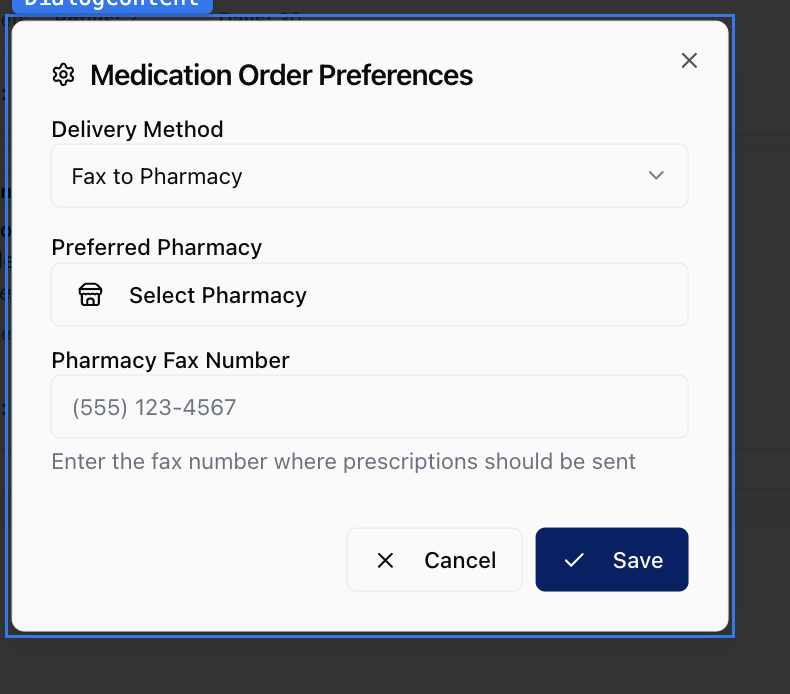 DialogContent
Medication Order Preferences
Delivery Method
Fax to Pharmacy
Preferred Pharmacy
Select Pharmacy
Pharmacy Fax Number
(555) 123-4567
Enter the fax number where prescriptions should be sent
Cancel
Save